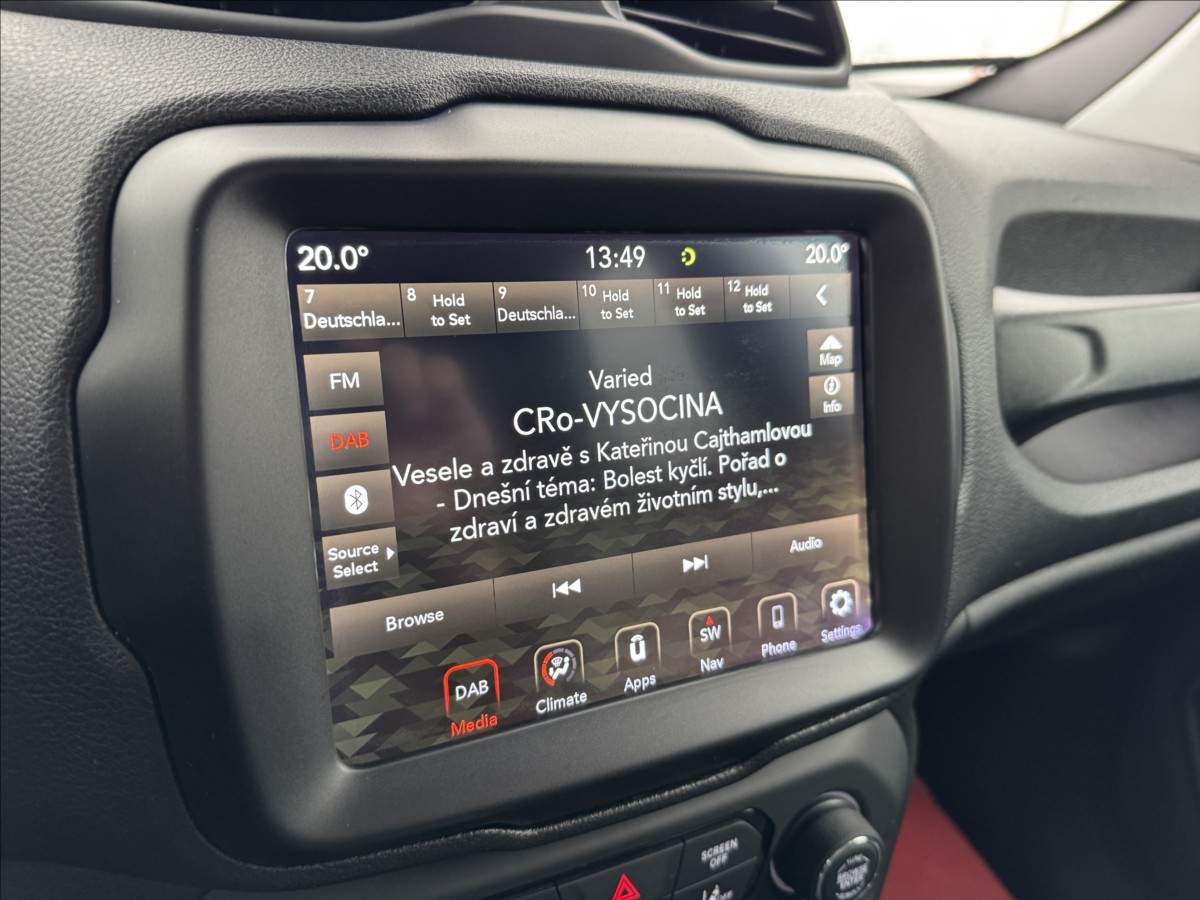 20.0° 13:49 20.0°
7 8 Hold 9 10 Hold 11 Hold 12 Hold
Deutschla... to Set Deutschla... to Set to Set to Set
Map
FM
Varied
Info
CRo-VYSOCINA
DAB
Vesele a zdravě s Kateřinou Cajthamlovou
- Dnešní téma: Bolest kyčlí. Pořad o
zdraví a zdravém životním stylu,...
Source
Select
Browse
Audio
DAB
SW
Media
Climate
Apps
Nav
Phone
Settings
SCREEN
OFF
OFF
BROWSE
ENTER